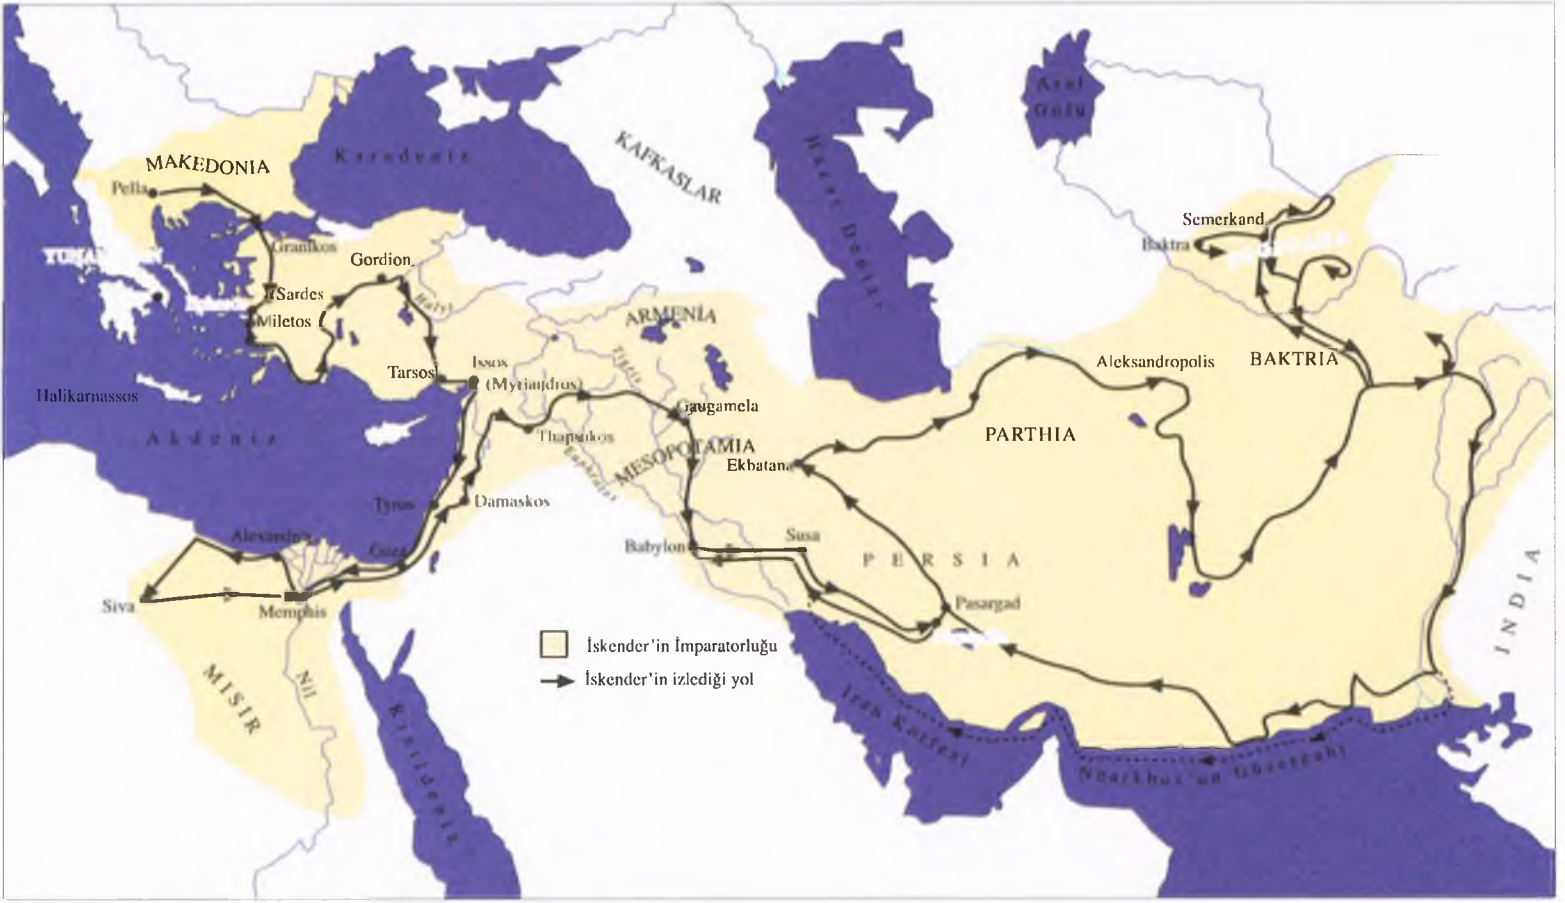 Karadeniz
MAKEDONIA
Pella
KAFKASLAR
Hazar Denizi
Aral
Gölü
Semerkand
Baktra
Granikos
Gordion
Sardes
Miletos
Halys
ARMENİA
Tigris
Issos
(Myriandros)
Tarsos
Halikarnassos
Akdeniz
Gaugamela
Thapsakos
MESOPOTAMIA
Euphrates
Ekbatana
Aleksandropolis
BAKTRIA
PARTHIA
Tyros
Damaskos
Alexandria
Gaza
Babylon
Susa
PERSIA
Siva
Memphis
Pasargad
INDIA
MISIR
Nil
Kızıldeniz
İskender'in İmparatorluğu
İskender'in izlediği yol
İran Körfezi
Nearkhos'un Güzergahı